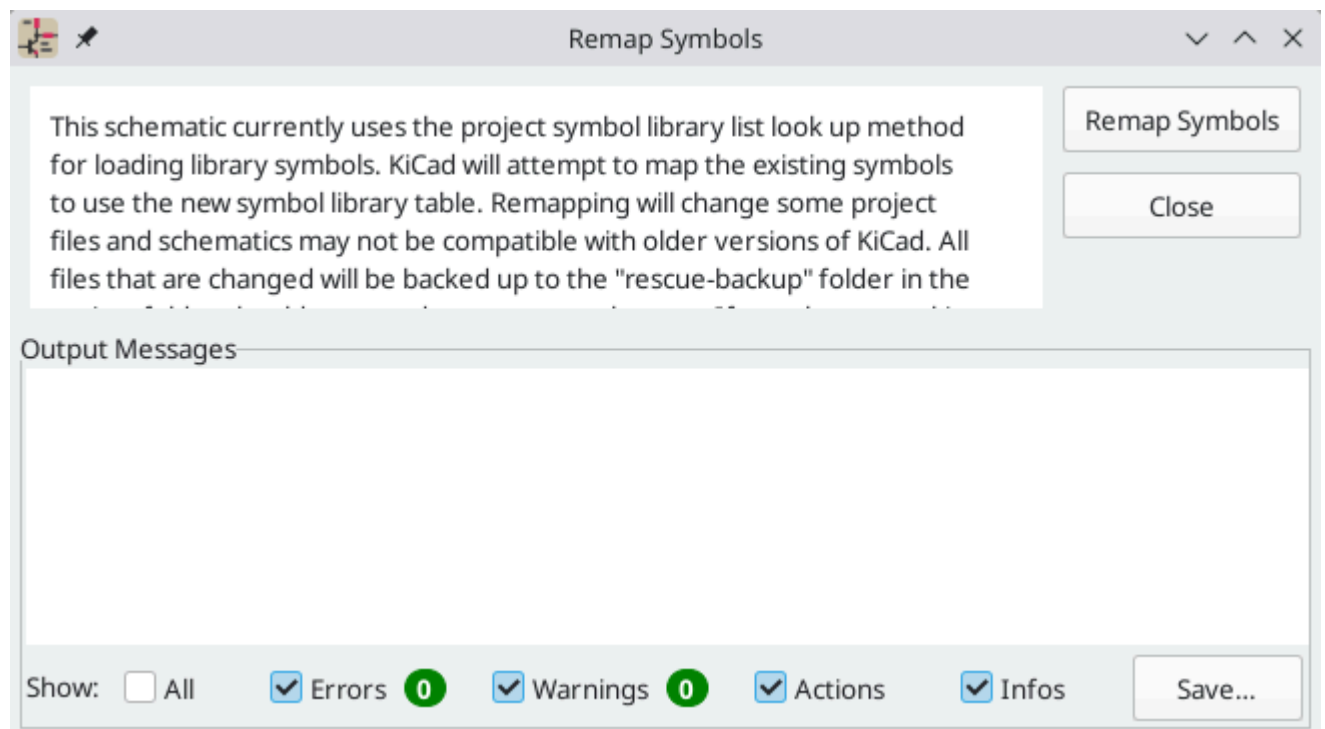 Remap Symbols
This schematic currently uses the project symbol library list look up method
for loading library symbols. KiCad will attempt to map the existing symbols
to use the new symbol library table. Remapping will change some project
files and schematics may not be compatible with older versions of KiCad. All
files that are changed will be backed up to the "rescue-backup" folder in the
Remap Symbols
Close
Output Messages
Show: All Errors 0 Warnings 0 Actions Infos Save...